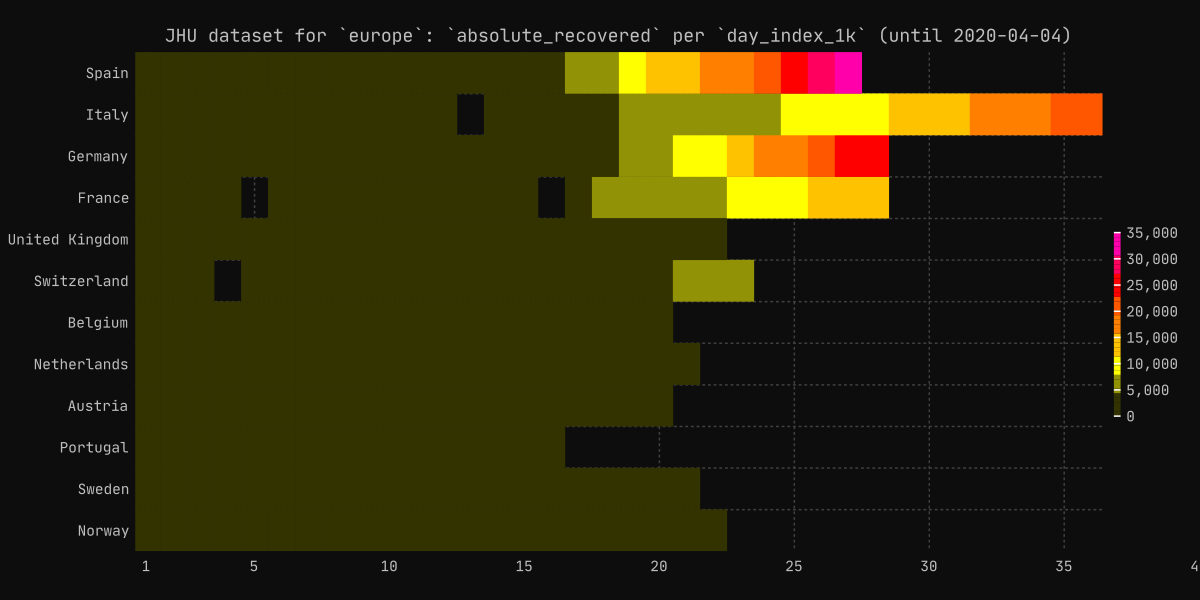 JHU dataset for `europe`: `absolute_recovered` per `day_index_1k` (until 2020-04-04)
Spain
Italy
Germany
France
United Kingdom
Switzerland
Belgium
Netherlands
Austria
Portugal
Sweden
Norway
35,000
30,000
25,000
20,000
15,000
10,000
5,000
0
1 5 10 15 20 25 30 35 4